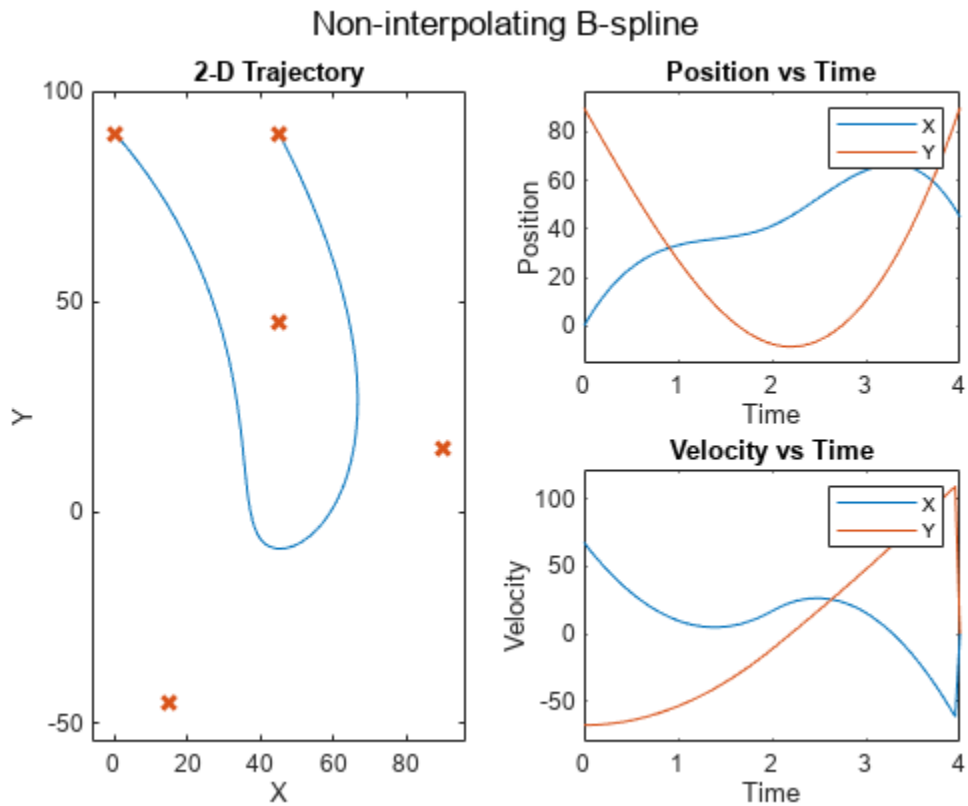 Non-interpolating B-spline
2-D Trajectory
100
50
0
-50
0 20 40 60 80
Y
X
Position vs Time
X
Y
80
60
40
20
0
0 1 2 3 4
Position
Time
Velocity vs Time
X
Y
100
50
0
-50
0 1 2 3 4
Velocity
Time